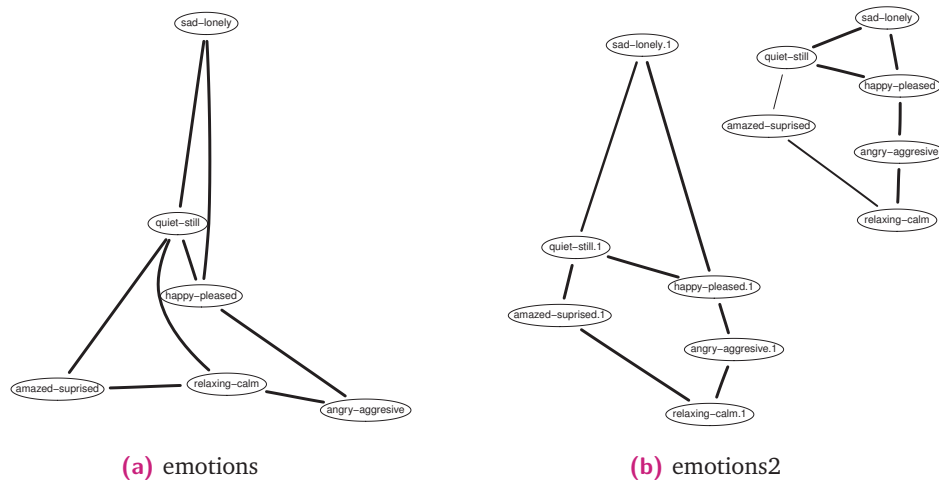 sad-lonely
quiet-still
happy-pleased
relaxing-calm
amazed-suprised
angry-aggresive
(a) emotions
sad-lonely.1
quiet-still.1
happy-pleased.1
amazed-suprised.1
angry-aggresive.1
relaxing-calm.1
sad-lonely
quiet-still
happy-pleased
amazed-suprised
angry-aggresive
relaxing-calm
(b) emotions2